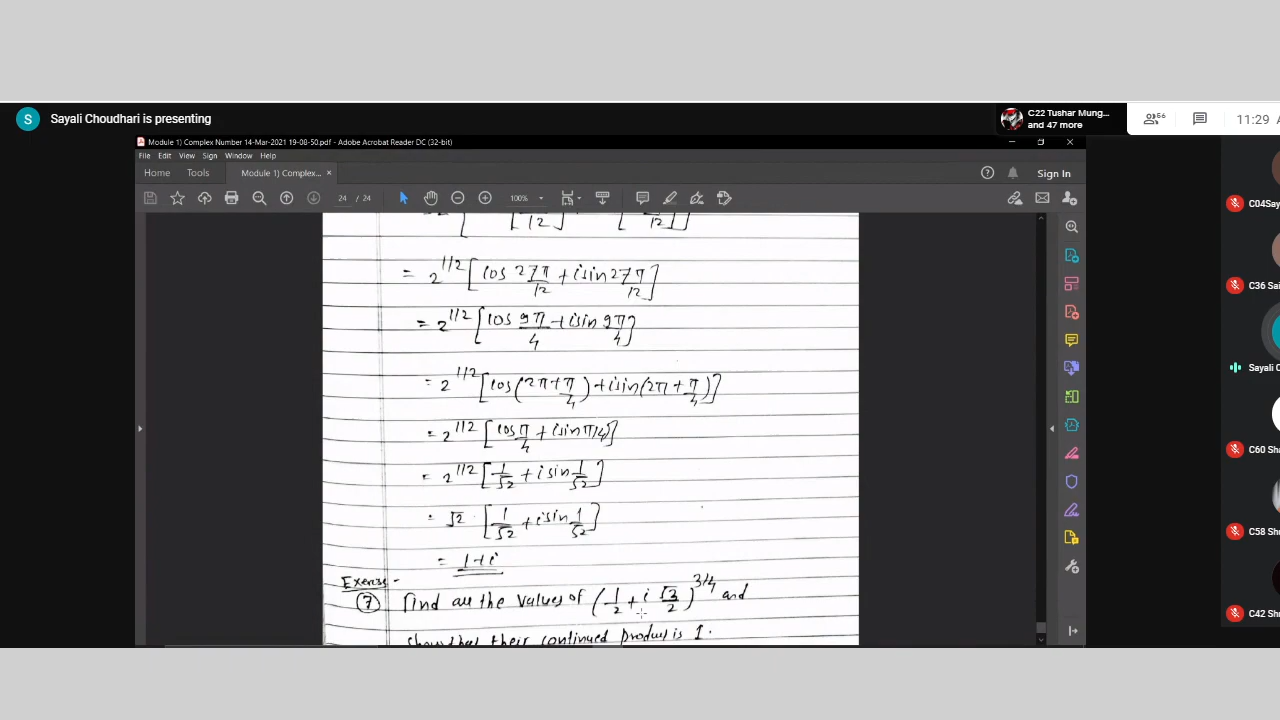 Sayali Choudhari is presenting
C22 Tushar Mung...
and 47 more
56
11:29
Module 1) Complex Number 14-Mar-2021 19-08-50.pdf - Adobe Acrobat Reader DC (32-bit)
File Edit View Sign Window Help
Home Tools Module 1) Complex... × Sign In
24 / 24 100%
= 2^1/2 [cos 27π/12 + i sin 27π/12]
= 2^1/2 [cos 9π/4 + i sin 9π/4]
= 2^1/2 [cos(2π+π/4) + i sin(2π+π/4)]
= 2^1/2 [cos π/4 + i sin π/4]
= 2^1/2 [1/√2 + i sin 1/√2]
= √2 · [1/√2 + i sin 1/√2]
= 1+i
Exercise -
⑦ find all the values of (1/2 + i √3/2)^3/4 and
show that their continued product is 1.
C04Say
C36 Sai
Sayali C
C60 Sha
C58 Sh
C42 Sh